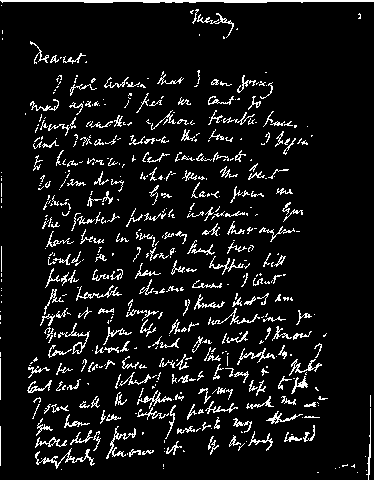 Tuesday.
Dearest.
I feel certain that I am going
mad again. I feel we cant go
through another of those terrible times.
And I shant recover this time. I begin
to hear voices, & cant concentrate.
So I am doing what seems the best
thing to do. You have given me
the greatest possible happiness. You
have been in every way all that anyone
could be. I dont think two
people could have been happier till
this terrible disease came. I cant
fight it any longer, I know that I am
spoiling your life, that without me you
could work. And you will I know.
You see I cant even write this properly. I
cant read. What I want to say is that
I owe all the happiness of my life to you.
You have been entirely patient with me &
incredibly good. I want to say that —
everybody knows it. If anybody could